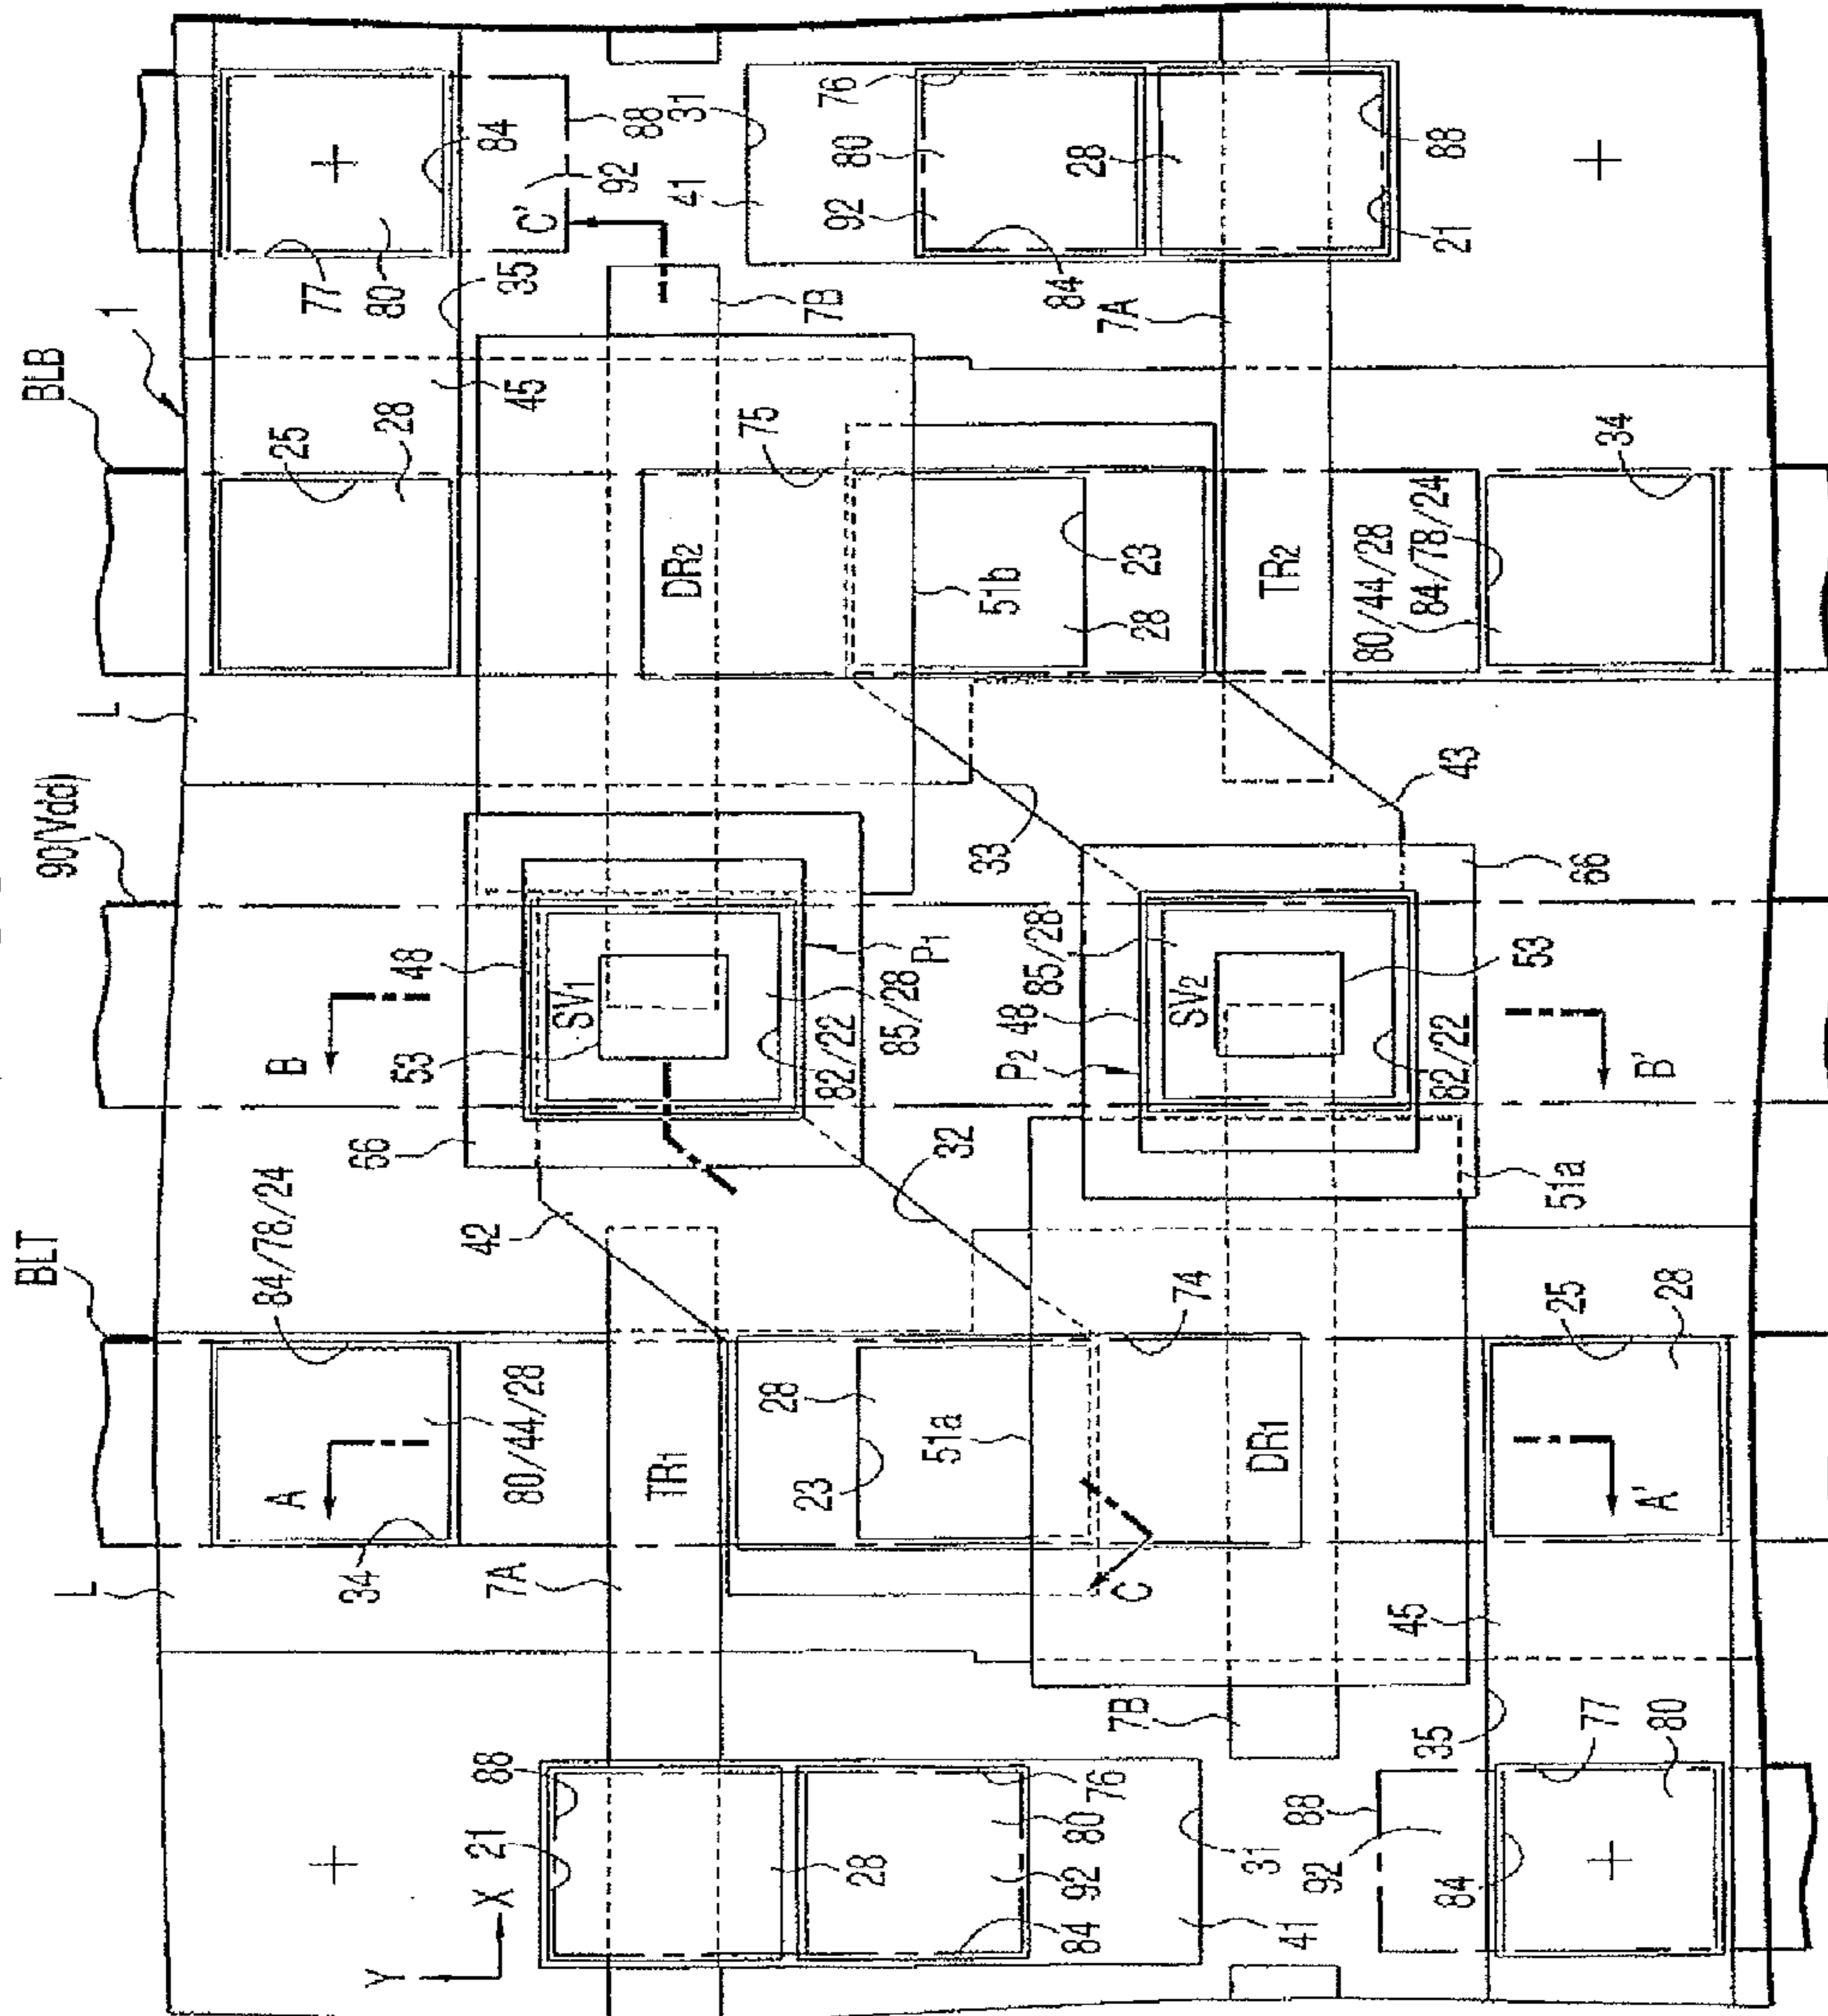 BLT
90(Vdd)
L
L
BLB
1
84/78/24
A
B
25
77
34
80
35
28
Y
66
53
48
84
X
42
80/44/28
45
21
88
7A
SV1
92
C'
28
TR1
DR2
88
31
82/22
75
41
23
28
85/28
P1
7B
76
80
92
51a
32
33
28
51b
84
92
80
76
P2
48
84
C
85/28
28
23
7A
28
41
31
7B
74
SV2
43
TR2
92
88
DR1
21
88
84
35
45
82/22
53
80/44/28
51a
66
84/78/24
77
25
A'
B'
34
80
28